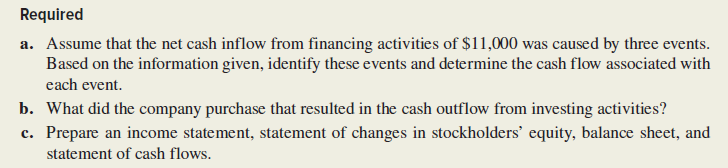 Required
a. Assume that the net cash inflow from financing activities of $11,000 was caused by three events.
Based on the information given, identify these events and determine the cash flow associated with
each event.
b. What did the company purchase that resulted in the cash outflow from investing activities?
c. Prepare an income statement, statement of changes in stockholders’ equity, balance sheet, and
statement of cash flows.